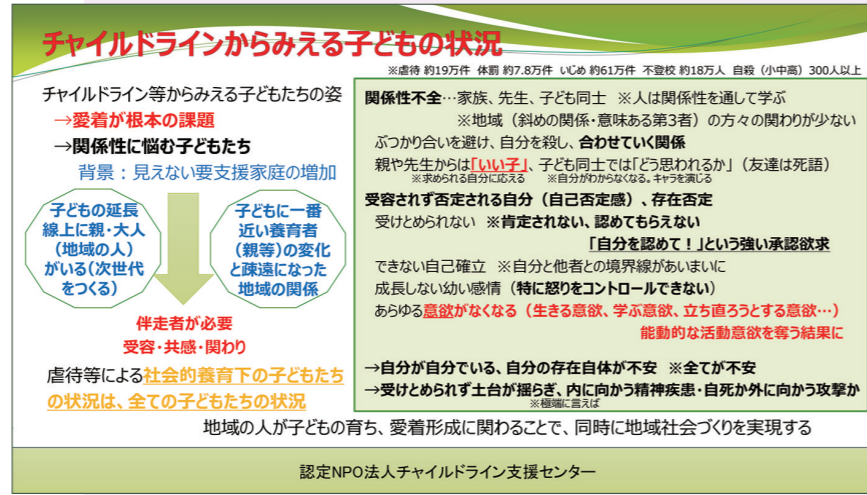 チャイルドラインからみえる子どもの状況
※虐待 約19万件 体罰 約7.8万件 いじめ 約61万件 不登校 約18万人 自殺（小中高）300人以上
チャイルドライン等からみえる子どもたちの姿
→愛着が根本の課題
→関係性に悩む子どもたち
背景：見えない要支援家庭の増加
子どもの延長
線上に親・大人
（地域の人）
がいる（次世代
をつくる）
子どもに一番
近い養育者
（親等）の変化
と疎遠になった
地域の関係
伴走者が必要
受容・共感・関わり
虐待等による社会的養育下の子どもたち
の状況は、全ての子どもたちの状況
関係性不全…家族、先生、子ども同士 ※人は関係性を通して学ぶ
※地域（斜めの関係・意味ある第3者）の方々の関わりが少ない
ぶつかり合いを避け、自分を殺し、合わせていく関係
親や先生からは「いい子」、子ども同士では「どう思われるか」（友達は死語）
※求められる自分に応える ※自分がわからなくなる。キャラを演じる
受容されず否定される自分（自己否定感）、存在否定
受けとめられない ※肯定されない、認めてもらえない
「自分を認めて！」という強い承認欲求
できない自己確立 ※自分と他者との境界線があいまいに
成長しない幼い感情（特に怒りをコントロールできない）
あらゆる意欲がなくなる（生きる意欲、学ぶ意欲、立ち直ろうとする意欲…）
能動的な活動意欲を奪う結果に
→自分が自分でいる、自分の存在自体が不安 ※全てが不安
→受けとめられず土台が揺らぎ、内に向かう精神疾患・自死か外に向かう攻撃か
※極端に言えば
地域の人が子どもの育ち、愛着形成に関わることで、同時に地域社会づくりを実現する
認定NPO法人チャイルドライン支援センター